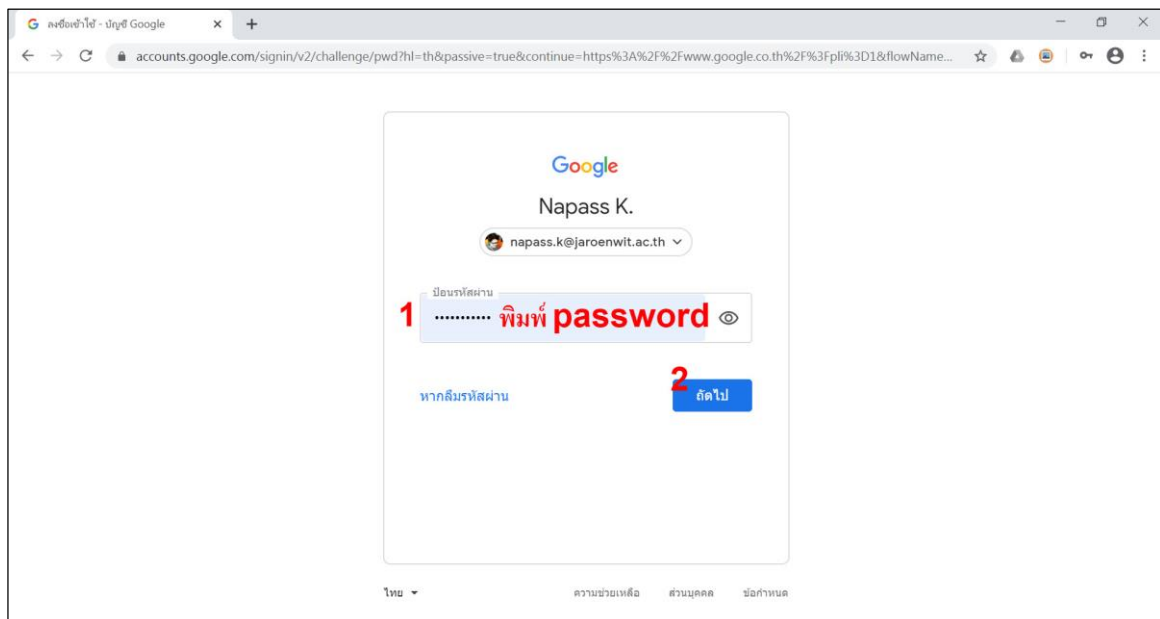 ลงชื่อเข้าใช้ - บัญชี Google
accounts.google.com/signin/v2/challenge/pwd?hl=th&passive=true&continue=https%3A%2F%2Fwww.google.co.th%2F%3Fpli%3D1&flowName...
Google
Napass K.
napass.k@jaroenwit.ac.th
ป้อนรหัสผ่าน
1 ••••••••••• พิมพ์ password
2
หากลืมรหัสผ่าน ถัดไป
ไทย ความช่วยเหลือ ส่วนบุคคล ข้อกำหนด